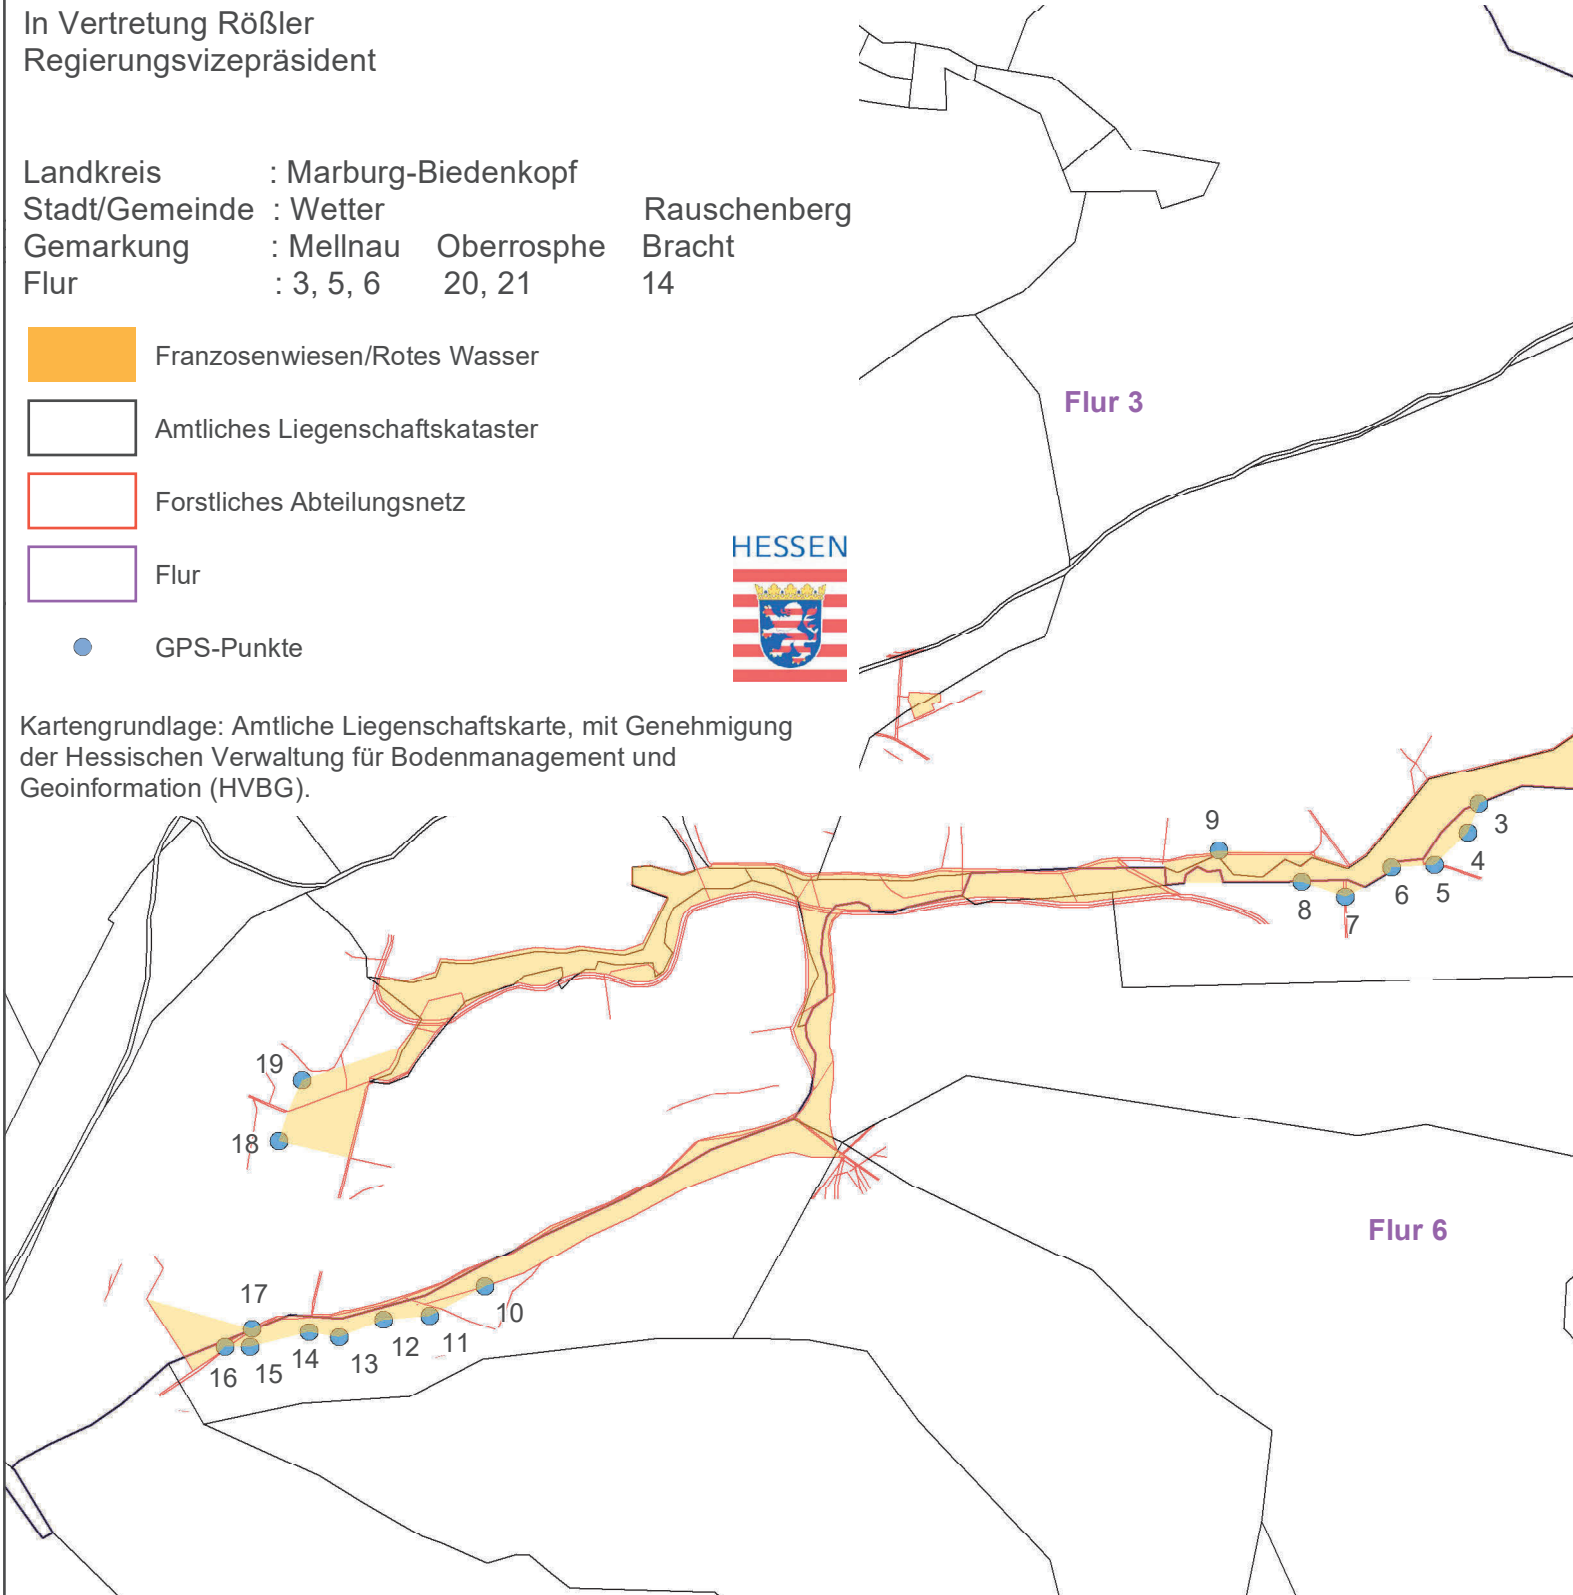 In Vertretung Rößler
Regierungsvizepräsident
Landkreis : Marburg-Biedenkopf
Stadt/Gemeinde : Wetter Rauschenberg
Gemarkung : Mellnau Oberrosphe Bracht
Flur : 3, 5, 6 20, 21 14
Franzosenwiesen/Rotes Wasser
Amtliches Liegenschaftskataster
Forstliches Abteilungsnetz
Flur
GPS-Punkte
HESSEN
Kartengrundlage: Amtliche Liegenschaftskarte, mit Genehmigung
der Hessischen Verwaltung für Bodenmanagement und
Geoinformation (HVBG).
Flur 3
9
3
4
5
6
7
8
19
18
Flur 6
17
10
11
12
13
14
15
16